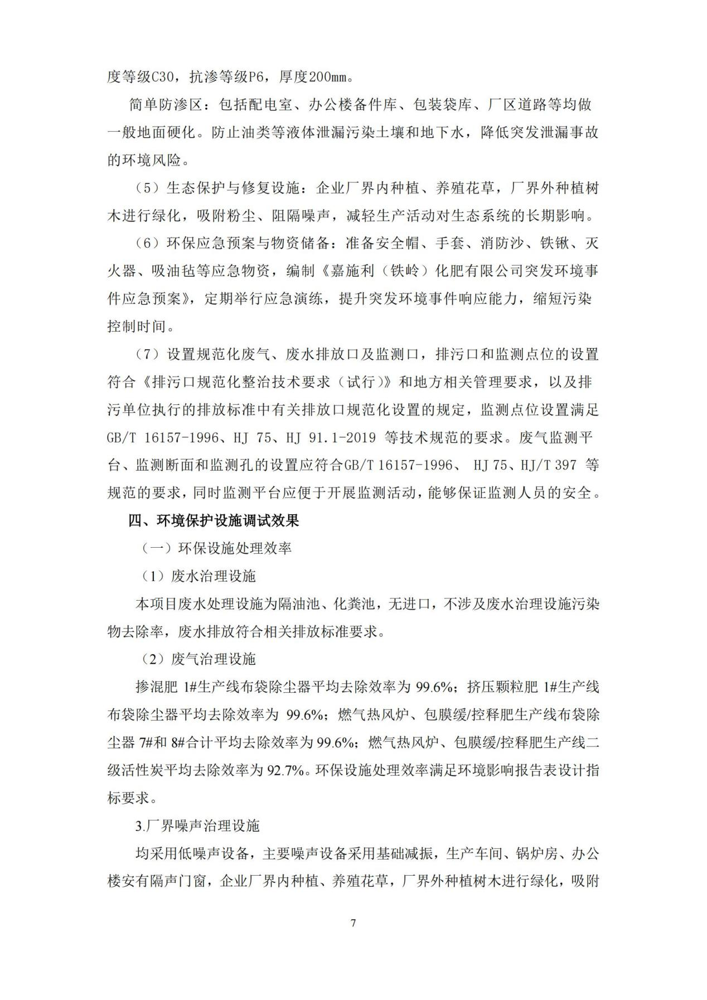 度等级C30，抗渗等级P6，厚度200mm。
简单防渗区：包括配电室、办公楼备件库、包装袋库、厂区道路等均做
一般地面硬化。防止油类等液体泄漏污染土壤和地下水，降低突发泄漏事故
的环境风险。
（5）生态保护与修复设施：企业厂界内种植、养殖花草，厂界外种植树
木进行绿化，吸附粉尘、阻隔噪声，减轻生产活动对生态系统的长期影响。
（6）环保应急预案与物资储备：准备安全帽、手套、消防沙、铁锹、灭
火器、吸油毡等应急物资，编制《嘉施利（铁岭）化肥有限公司突发环境事
件应急预案》，定期举行应急演练，提升突发环境事件响应能力，缩短污染
控制时间。
（7）设置规范化废气、废水排放口及监测口，排污口和监测点位的设置
符合《排污口规范化整治技术要求（试行）》和地方相关管理要求，以及排
污单位执行的排放标准中有关排放口规范化设置的规定，监测点位设置满足
GB/T 16157-1996、HJ 75、HJ 91.1-2019 等技术规范的要求。废气监测平
台、监测断面和监测孔的设置应符合GB/T 16157-1996、 HJ 75、HJ/T 397 等
规范的要求，同时监测平台应便于开展监测活动，能够保证监测人员的安全。
四、环境保护设施调试效果
（一）环保设施处理效率
（1）废水治理设施
本项目废水处理设施为隔油池、化粪池，无进口，不涉及废水治理设施污染
物去除率，废水排放符合相关排放标准要求。
（2）废气治理设施
掺混肥 1#生产线布袋除尘器平均去除效率为 99.6%；挤压颗粒肥 1#生产线
布袋除尘器平均去除效率为 99.6%；燃气热风炉、包膜缓/控释肥生产线布袋除
尘器 7#和 8#合计平均去除效率为 99.6%；燃气热风炉、包膜缓/控释肥生产线二
级活性炭平均去除效率为 92.7%。环保设施处理效率满足环境影响报告表设计指
标要求。
3.厂界噪声治理设施
均采用低噪声设备，主要噪声设备采用基础减振，生产车间、锅炉房、办公
楼安有隔声门窗，企业厂界内种植、养殖花草，厂界外种植树木进行绿化，吸附
7